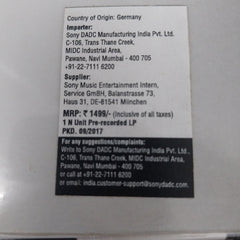 Country of Origin: Germany
Importer:
Sony DADC Manufacturing India Pvt. Ltd.
C-106, Trans Thane Creek,
MIDC Industrial Area,
Pawane, Navi Mumbai - 400 705
+91-22-7111 6200
Supplier:
Sony Music Entertainment Intern,
Service GmBH, Balanstrasse 73,
Haus 31, DE-81541 München
MRP: ₹ 1499/- (Inclusive of all taxes)
1 N Unit Pre-recorded LP
PKD. 09/2017
For any suggestions/complaints:
Write to Sony DADC Manufacturing India Pvt. Ltd.,
C-106, Trans Thane Creek, MIDC Industrial Area,
Pawane, Navi Mumbai - 400 705
or call at +91-22-7111 6200 or
email at: india.customer-support@sonydadc.com